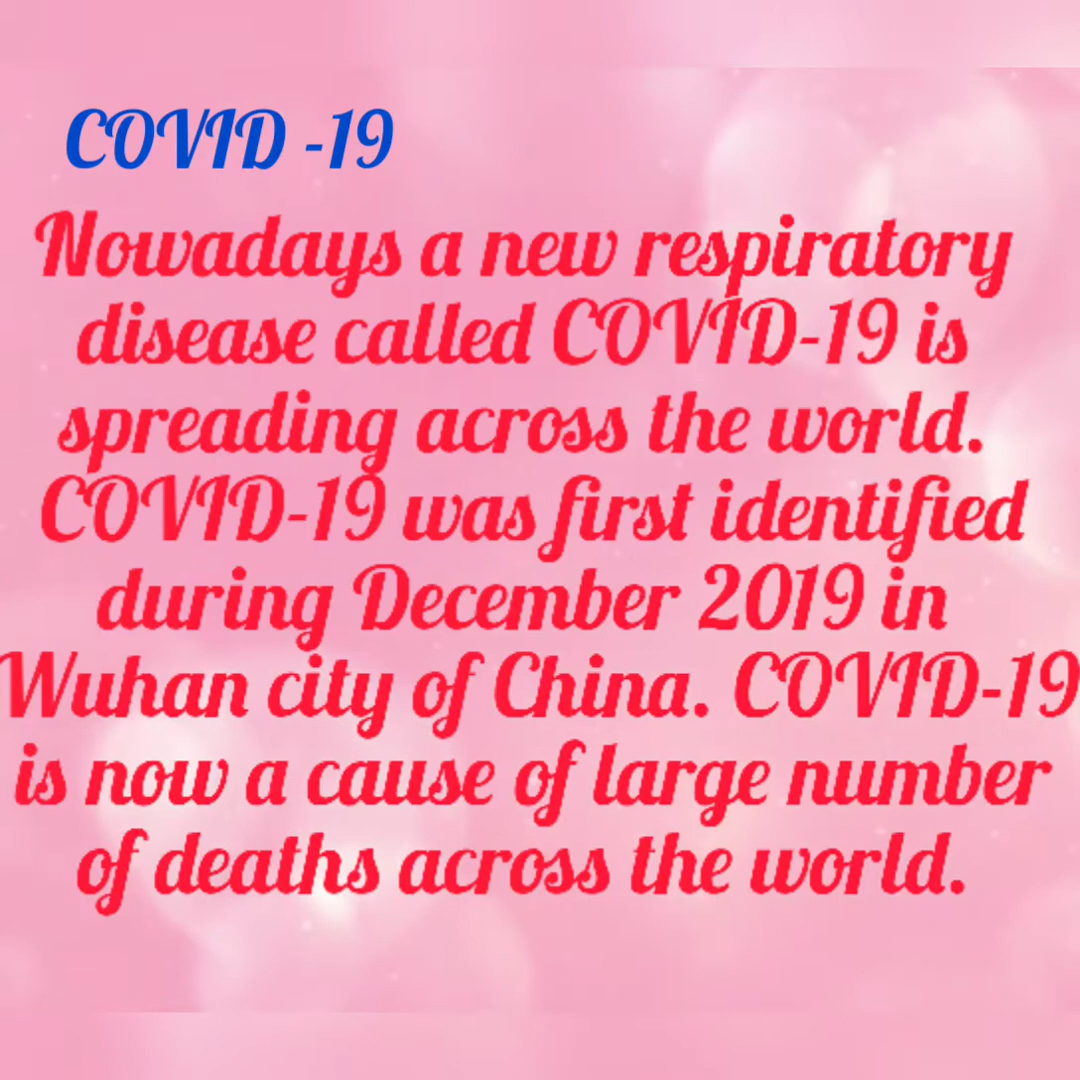 COVID -19
Nowadays a new respiratory
disease called COVID-19 is
spreading across the world.
COVID-19 was first identified
during December 2019 in
Wuhan city of China. COVID-19
is now a cause of large number
of deaths across the world.